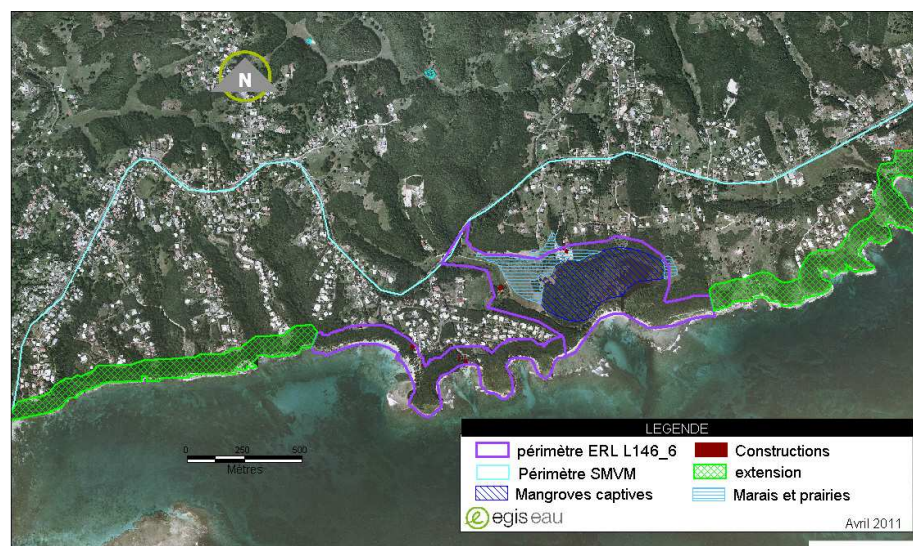 N
0 250 500
Mètres
LEGENDE
périmètre ERL L146_6
Constructions
Périmètre SMVM
extension
Mangroves captives
Marais et prairies
egis eau
Avril 2011